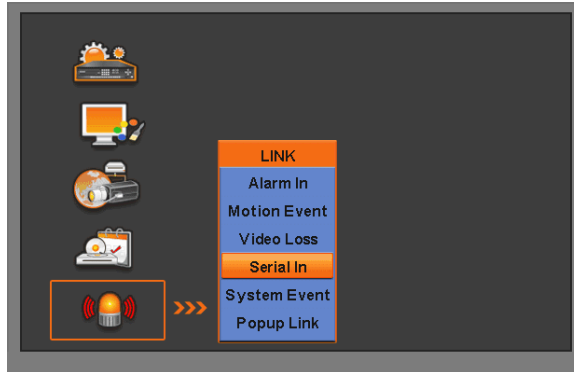 LINK
Alarm In
Motion Event
Video Loss
Serial In
System Event
Popup Link